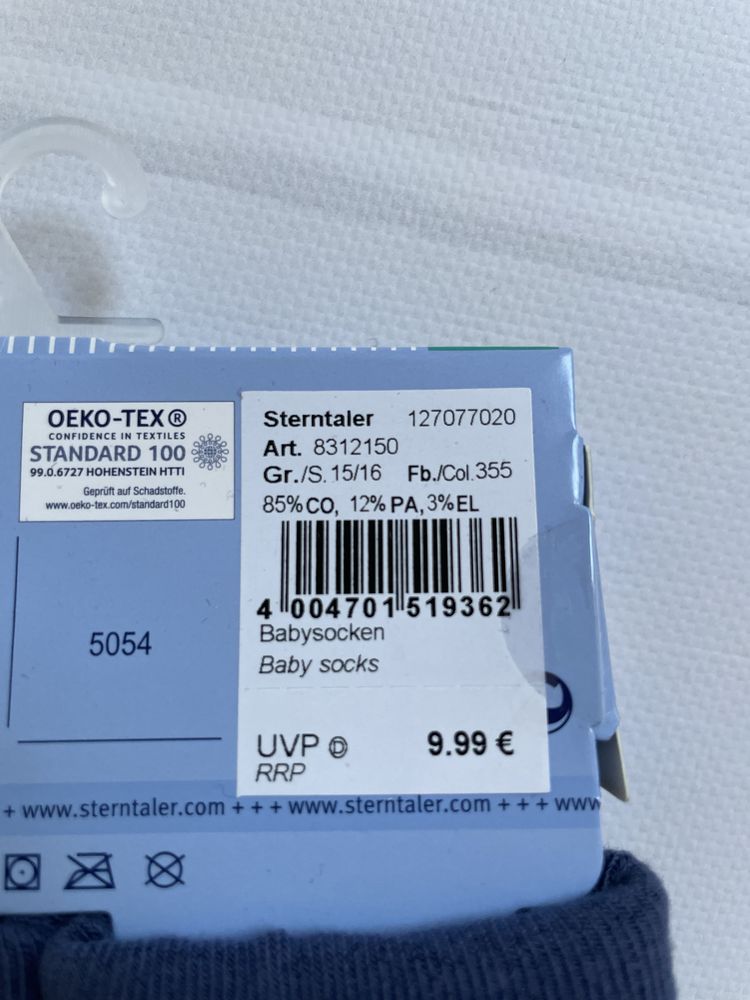 OEKO-TEX®
CONFIDENCE IN TEXTILES
STANDARD 100
99.0.6727 HOHENSTEIN HTTI
Geprüft auf Schadstoffe.
www.oeko-tex.com/standard100
5054
Sterntaler 127077020
Art. 8312150
Gr./S. 15/16 Fb./Col. 355
85% CO, 12% PA, 3% EL
4 004701 519362
Babysocken
Baby socks
UVP D 9.99 €
RRP
+ www.sterntaler.com + + + www.sterntaler.com + + + www